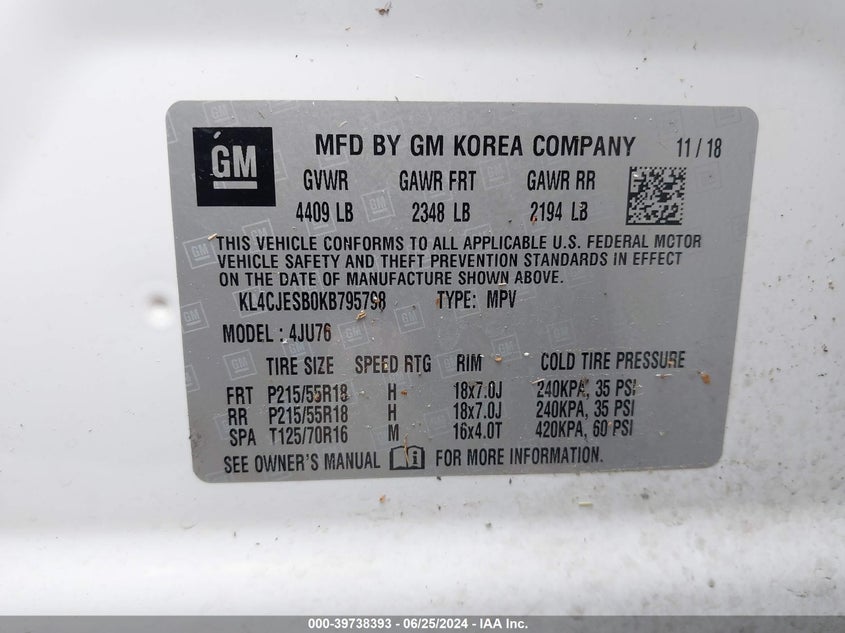 GM MFD BY GM KOREA COMPANY 11/18
GVWR GAWR FRT GAWR RR
4409 LB 2348 LB 2194 LB
THIS VEHICLE CONFORMS TO ALL APPLICABLE U.S. FEDERAL MOTOR
VEHICLE SAFETY AND THEFT PREVENTION STANDARDS IN EFFECT
ON THE DATE OF MANUFACTURE SHOWN ABOVE.
KL4CJESB0KB795798 TYPE: MPV
MODEL: 4JU76
TIRE SIZE SPEED RTG RIM COLD TIRE PRESSURE
FRT P215/55R18 H 18x7.0J 240KPA, 35 PSI
RR P215/55R18 H 18x7.0J 240KPA, 35 PSI
SPA T125/70R16 M 16x4.0T 420KPA, 60 PSI
SEE OWNER'S MANUAL FOR MORE INFORMATION.
000-39738393 - 06/25/2024 - IAA Inc.